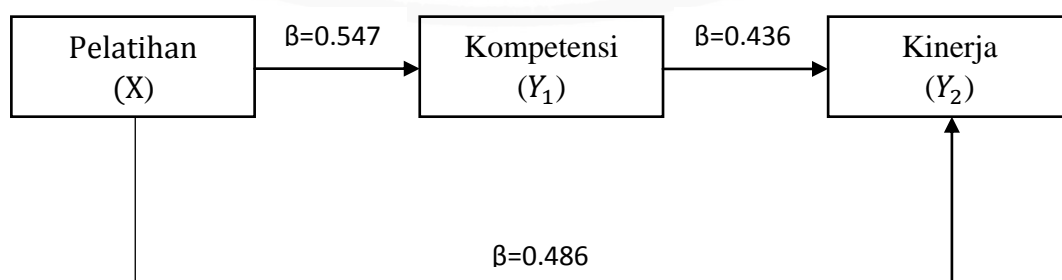 Pelatihan
(X)
β=0.547
Kompetensi
(Y₁)
β=0.436
Kinerja
(Y₂)
β=0.486